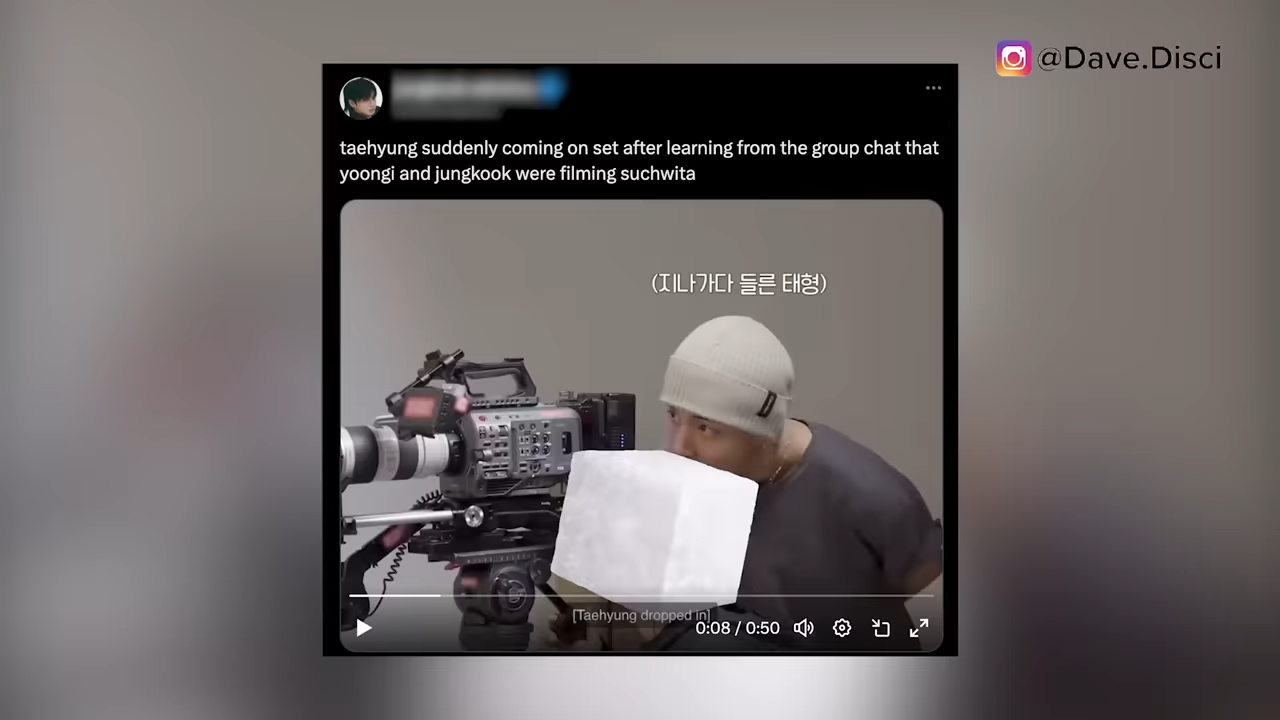 @Dave.Disci
taehyung suddenly coming on set after learning from the group chat that
yoongi and jungkook were filming suchwita
(지나가다 들른 태형)
[Taehyung dropped in]
0:08 / 0:50